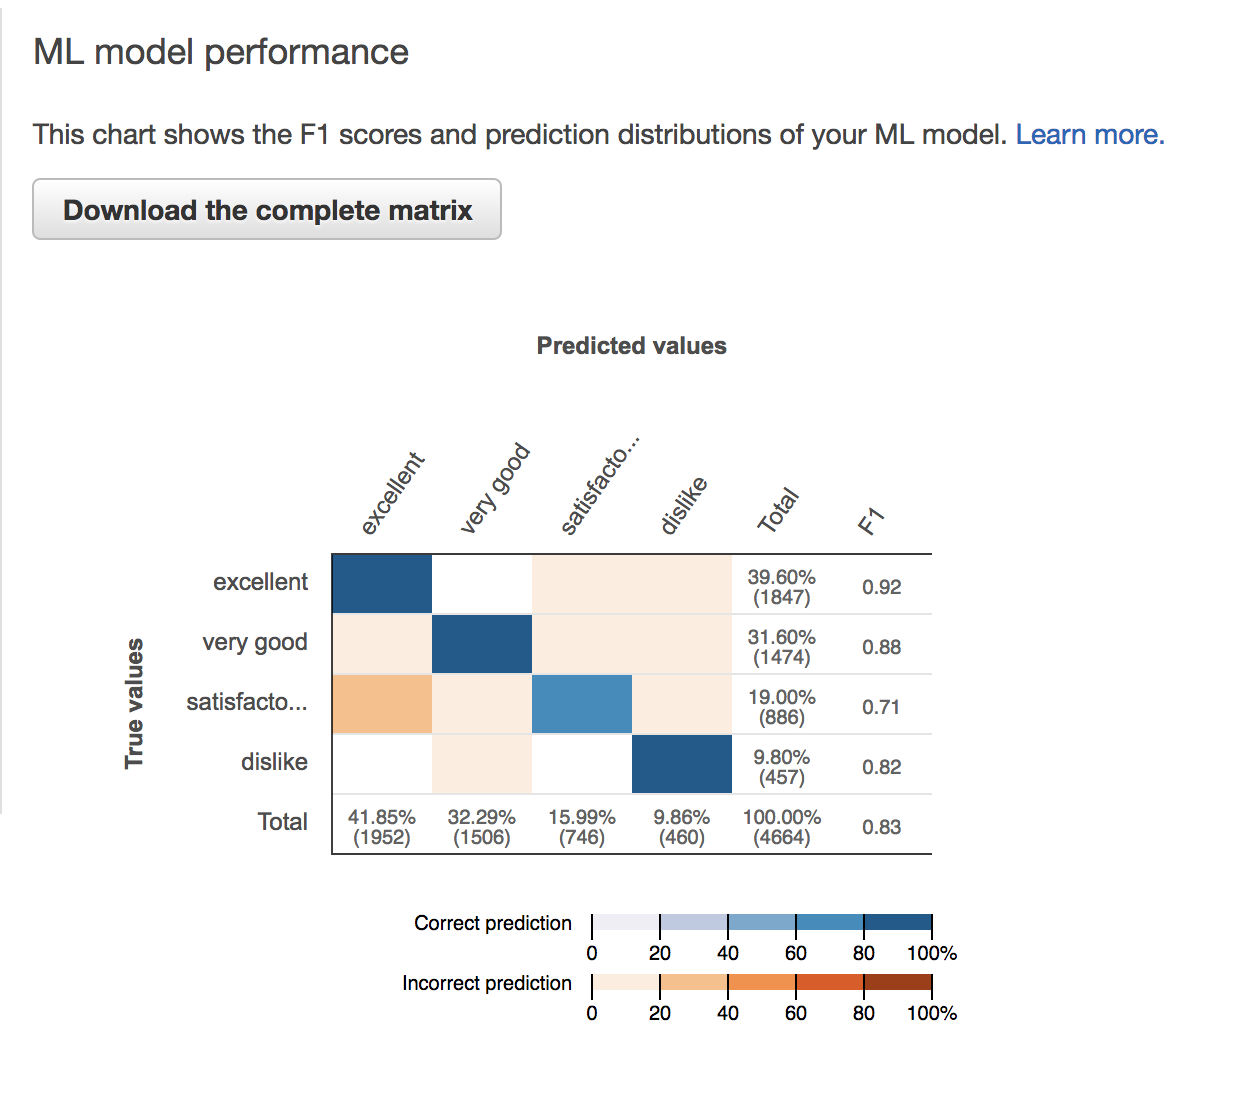 ML model performance
This chart shows the F1 scores and prediction distributions of your ML model. Learn more.
Download the complete matrix
Predicted values
excellent very good satisfacto... dislike Total F1
True values
excellent 39.60% (1847) 0.92
very good 31.60% (1474) 0.88
satisfacto... 19.00% (886) 0.71
dislike 9.80% (457) 0.82
Total 41.85% (1952) 32.29% (1506) 15.99% (746) 9.86% (460) 100.00% (4664) 0.83
Correct prediction
0 20 40 60 80 100%
Incorrect prediction
0 20 40 60 80 100%